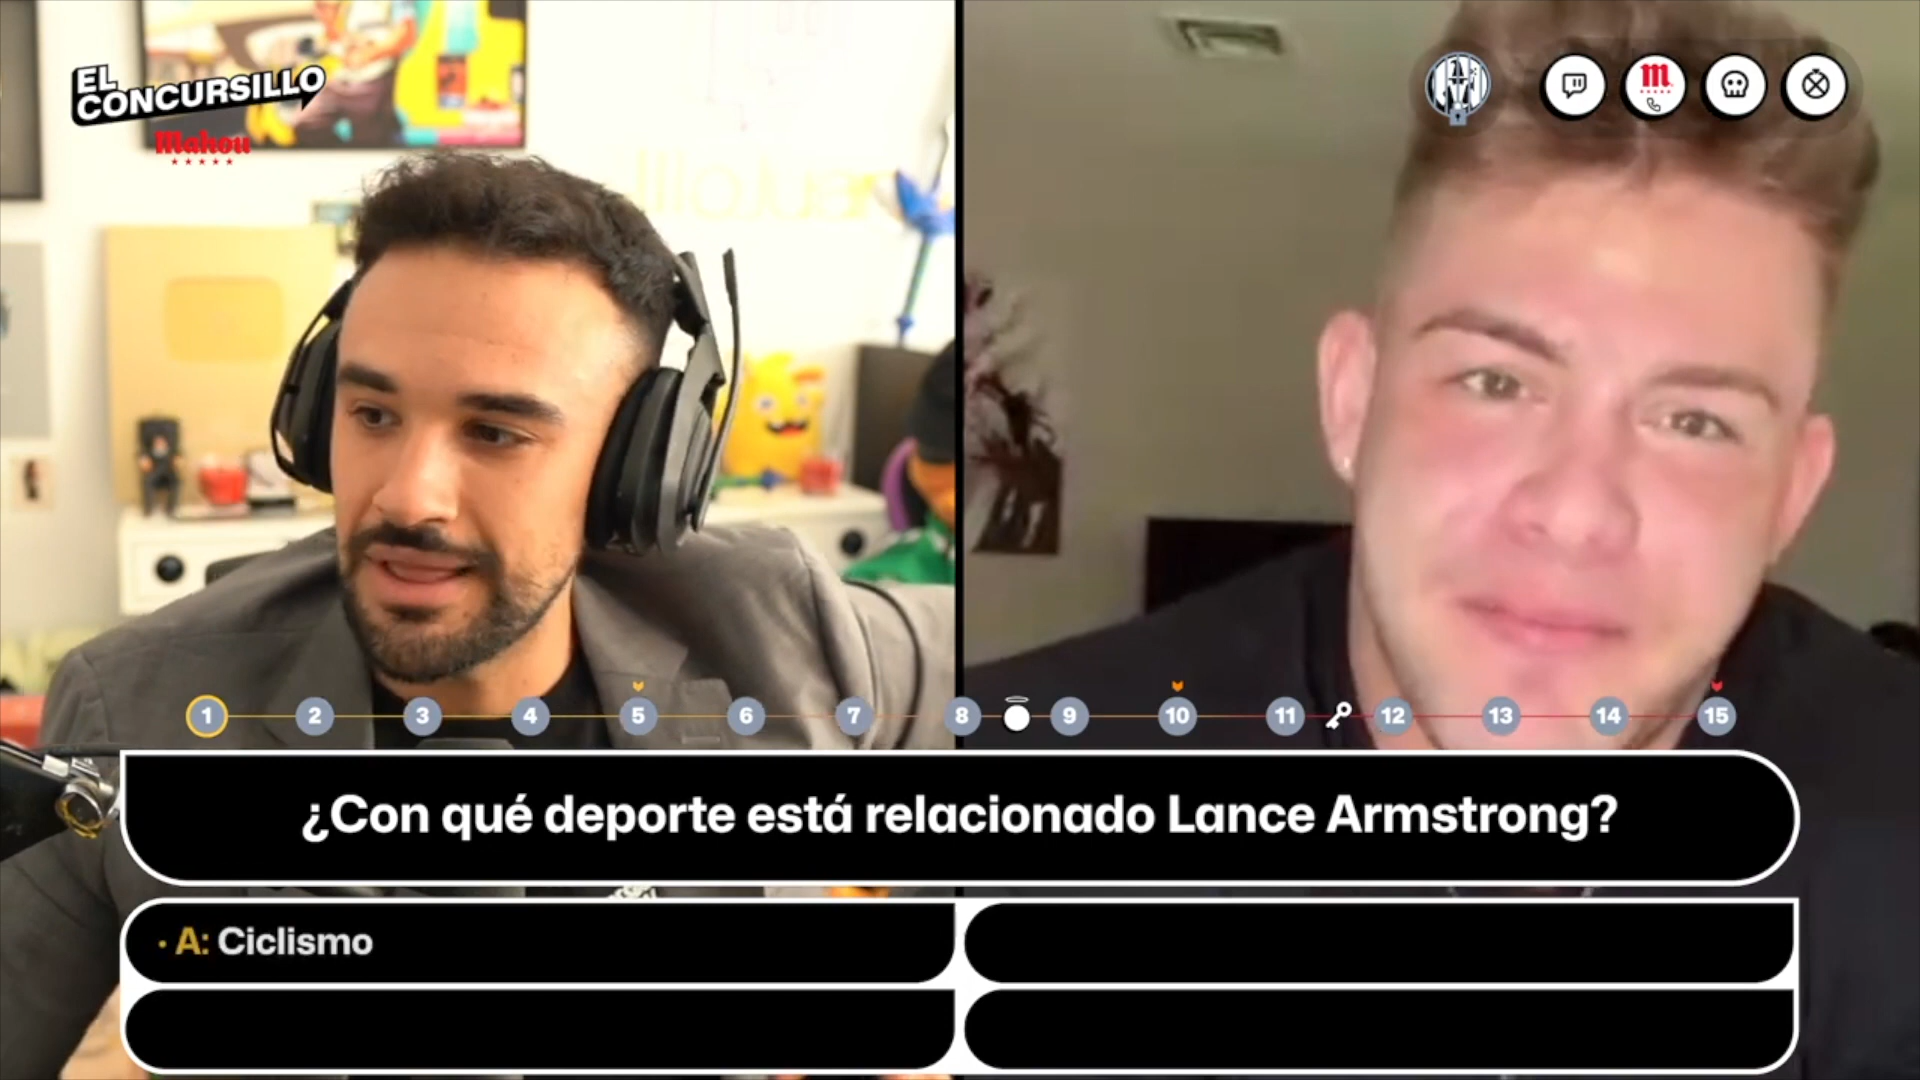 EL
CONCURSILLO
Mahou
1 2 3 4 5 6 7 8 9 10 11 12 13 14 15
¿Con qué deporte está relacionado Lance Armstrong?
· A: Ciclismo